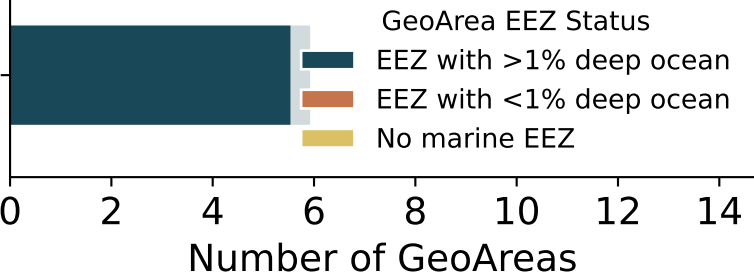 GeoArea EEZ Status
EEZ with >1% deep ocean
EEZ with <1% deep ocean
No marine EEZ
0 2 4 6 8 10 12 14
Number of GeoAreas